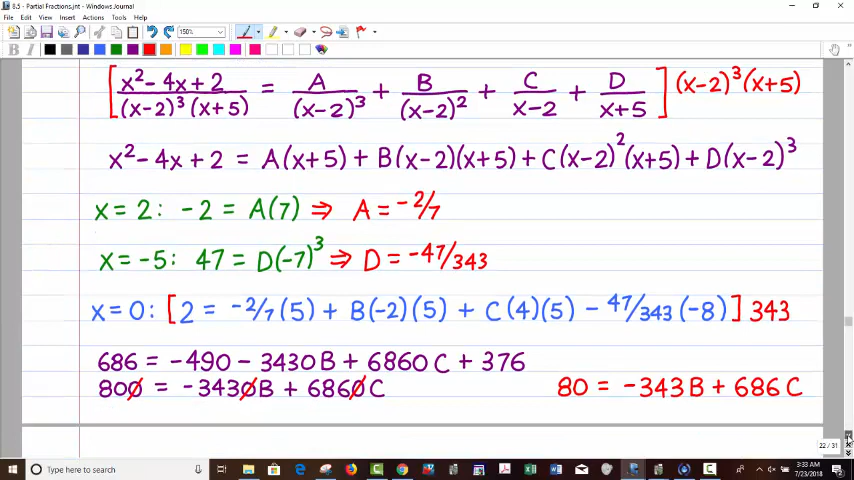 8.5 - Partial Fractions.jnt - Windows Journal
File Edit View Insert Actions Tools Help
150%
B I
[ x² - 4x + 2 / (x-2)³ (x+5) = A / (x-2)³ + B / (x-2)² + C / x-2 + D / x+5 ] (x-2)³(x+5)
x² - 4x + 2 = A(x+5) + B(x-2)(x+5) + C(x-2)²(x+5) + D(x-2)³
x = 2: -2 = A(7) ⇒ A = -2/7
x = -5: 47 = D(-7)³ ⇒ D = -47/343
x = 0: [2 = -2/7(5) + B(-2)(5) + C(4)(5) - 47/343(-8)] 343
686 = -490 - 3430B + 6860C + 376
800 = -3430B + 6860C 80 = -343B + 686C
22 / 31
Type here to search
3:33 AM
7/23/2018